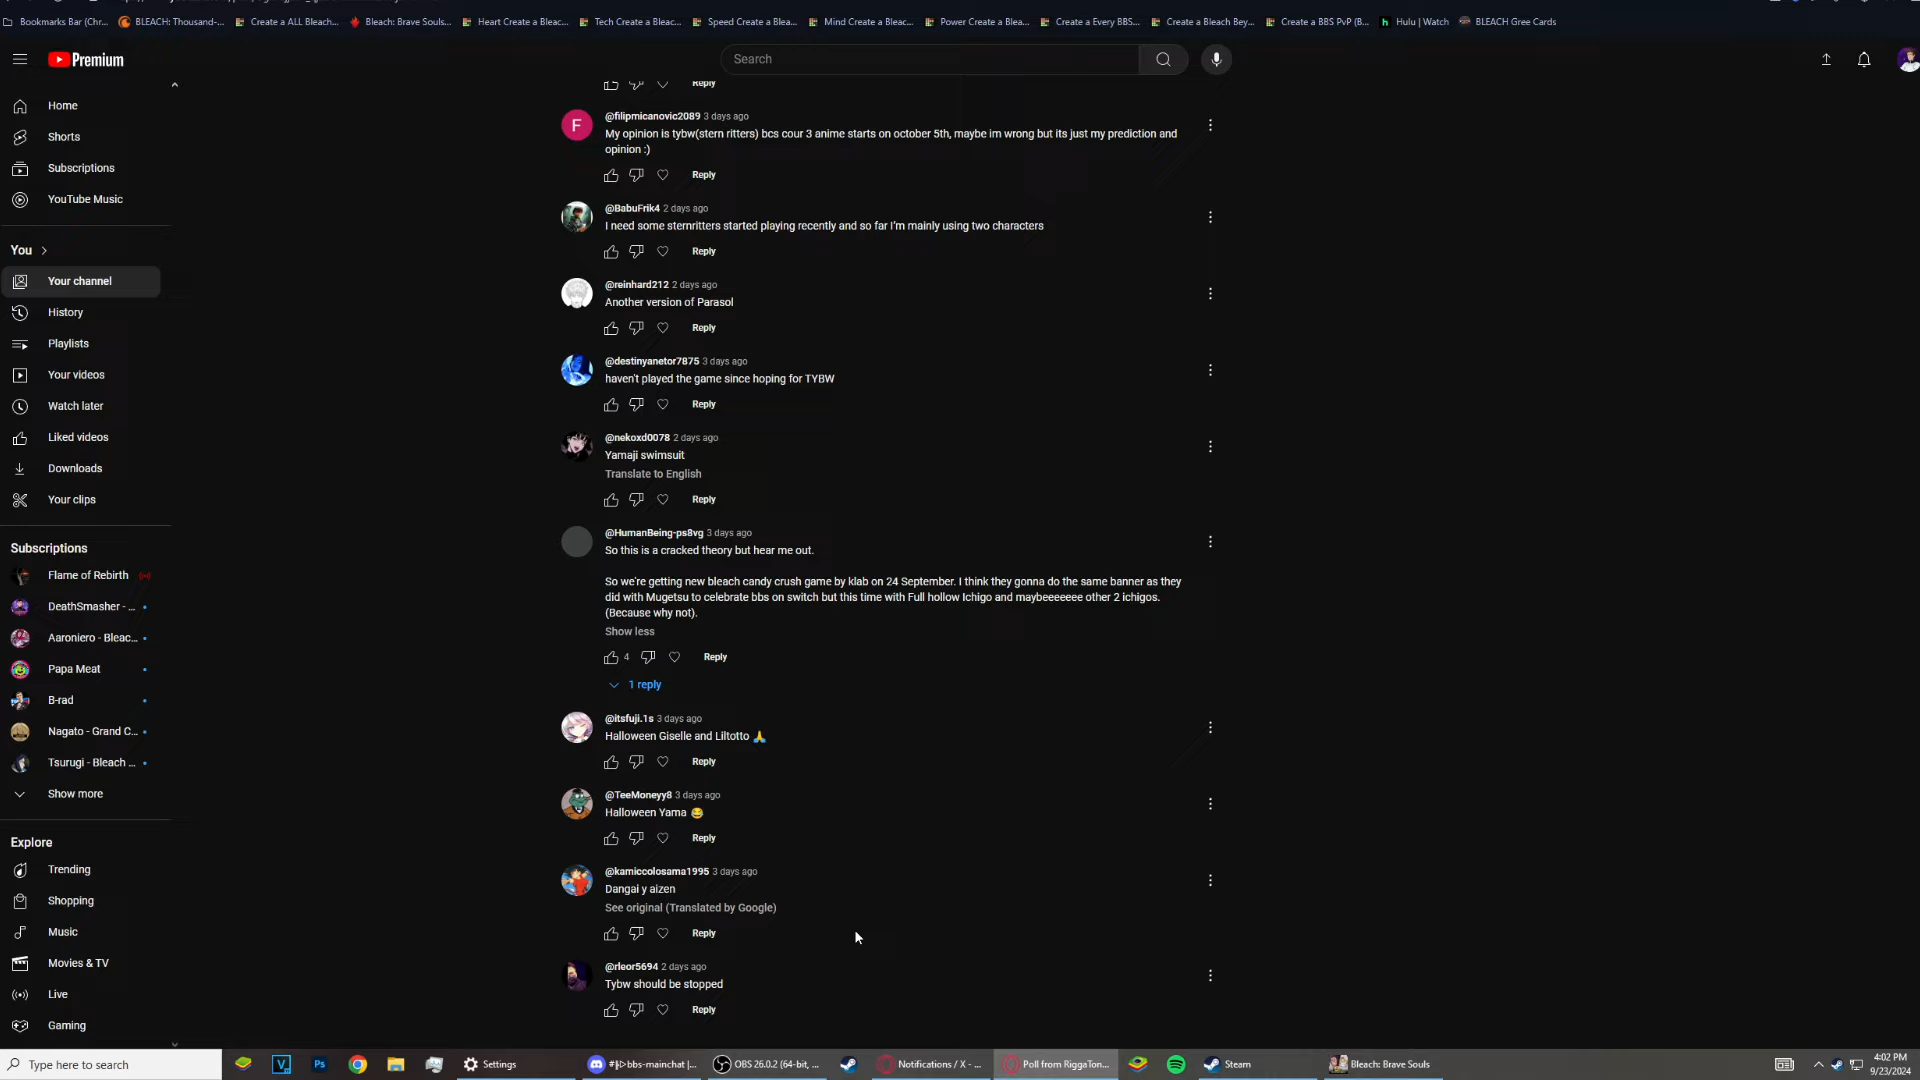 Bookmarks Bar (Chr...
BLEACH: Thousand-...
Create a ALL Bleach...
Bleach: Brave Souls...
Heart Create a Bleac...
Tech Create a Bleac...
Speed Create a Blea...
Mind Create a Bleac...
Power Create a Blea...
Create a Every BBS...
Create a Bleach Bey...
Create a BBS PvP (B...
h Hulu | Watch
BLEACH Gree Cards
Premium
Search
Home
Shorts
Subscriptions
YouTube Music
You
Your channel
History
Playlists
Your videos
Watch later
Liked videos
Downloads
Your clips
Subscriptions
Flame of Rebirth
DeathSmasher - ...
Aaroniero - Bleac...
Papa Meat
B-rad
Nagato - Grand C...
Tsurugi - Bleach ...
Show more
Explore
Trending
Shopping
Music
Movies & TV
Live
Gaming
Reply
F
@filipmicanovic2089 3 days ago
My opinion is tybw(stern ritters) bcs cour 3 anime starts on october 5th, maybe im wrong but its just my prediction and
opinion :)
Reply
@BabuFrik4 2 days ago
I need some sternritters started playing recently and so far I'm mainly using two characters
Reply
@reinhard212 2 days ago
Another version of Parasol
Reply
@destinyanetor7875 3 days ago
haven't played the game since hoping for TYBW
Reply
@nekoxd0078 2 days ago
Yamaji swimsuit
Translate to English
Reply
@HumanBeing-ps8vg 3 days ago
So this is a cracked theory but hear me out.
So we're getting new bleach candy crush game by klab on 24 September. I think they gonna do the same banner as they
did with Mugetsu to celebrate bbs on switch but this time with Full hollow Ichigo and maybeeeeeee other 2 ichigos.
(Because why not).
Show less
4 Reply
1 reply
@itsfuji.1s 3 days ago
Halloween Giselle and Liltotto 🙏
Reply
@TeeMoneyy8 3 days ago
Halloween Yama 😂
Reply
@kamiccolosama1995 3 days ago
Dangai y aizen
See original (Translated by Google)
Reply
@rleor5694 2 days ago
Tybw should be stopped
Reply
Type here to search
Ps
Settings
bbs-mainchat |...
OBS 26.0.2 (64-bit, ...
Notifications / X - ...
Poll from RiggaTon...
Steam
Bleach: Brave Souls
4:02 PM
9/23/2024